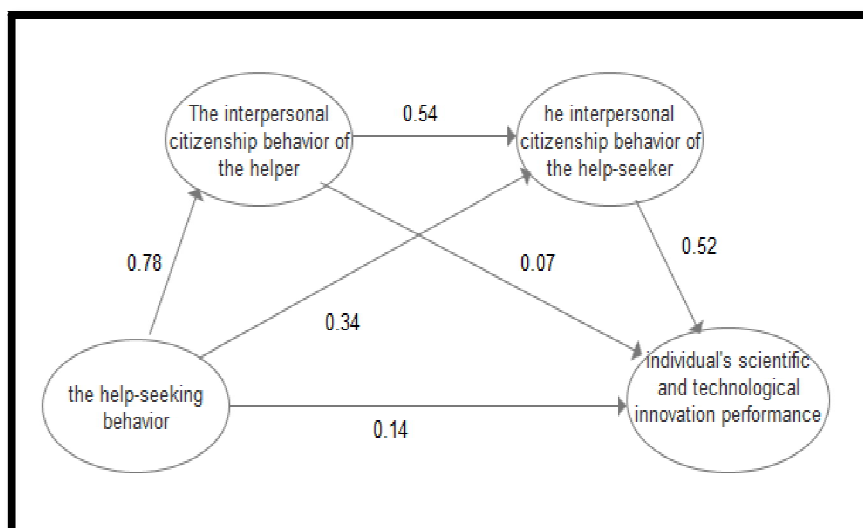 The interpersonal
citizenship behavior of
the helper
0.54
he interpersonal
citizenship behavior of
the help-seeker
0.78
0.34
0.07
0.52
the help-seeking
behavior
0.14
individual's scientific
and technological
innovation performance